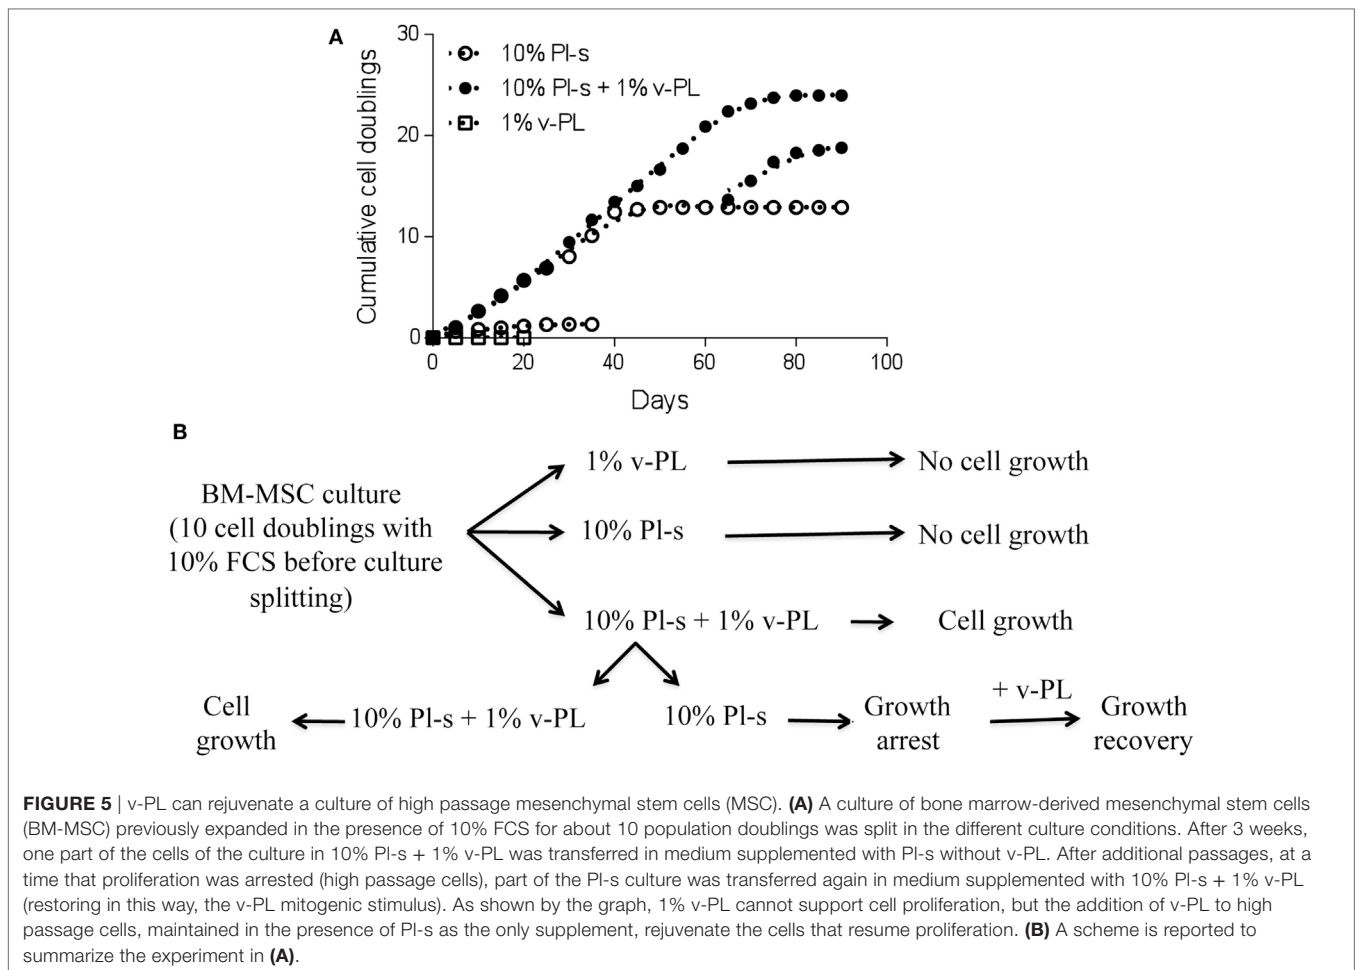 A
30
20
10
0
Cumulative cell doublings
10% Pl-s
10% Pl-s + 1% v-PL
1% v-PL
0 20 40 60 80 100
Days
B
BM-MSC culture
(10 cell doublings with
10% FCS before culture
splitting)
1% v-PL
No cell growth
10% Pl-s
No cell growth
10% Pl-s + 1% v-PL
Cell growth
Cell
growth
10% Pl-s + 1% v-PL
10% Pl-s
Growth
arrest
+ v-PL
Growth
recovery
FIGURE 5 | v-PL can rejuvenate a culture of high passage mesenchymal stem cells (MSC). (A) A culture of bone marrow-derived mesenchymal stem cells
(BM-MSC) previously expanded in the presence of 10% FCS for about 10 population doublings was split in the different culture conditions. After 3 weeks,
one part of the cells of the culture in 10% Pl-s + 1% v-PL was transferred in medium supplemented with Pl-s without v-PL. After additional passages, at a
time that proliferation was arrested (high passage cells), part of the Pl-s culture was transferred again in medium supplemented with 10% Pl-s + 1% v-PL
(restoring in this way, the v-PL mitogenic stimulus). As shown by the graph, 1% v-PL cannot support cell proliferation, but the addition of v-PL to high
passage cells, maintained in the presence of Pl-s as the only supplement, rejuvenate the cells that resume proliferation. (B) A scheme is reported to
summarize the experiment in (A).